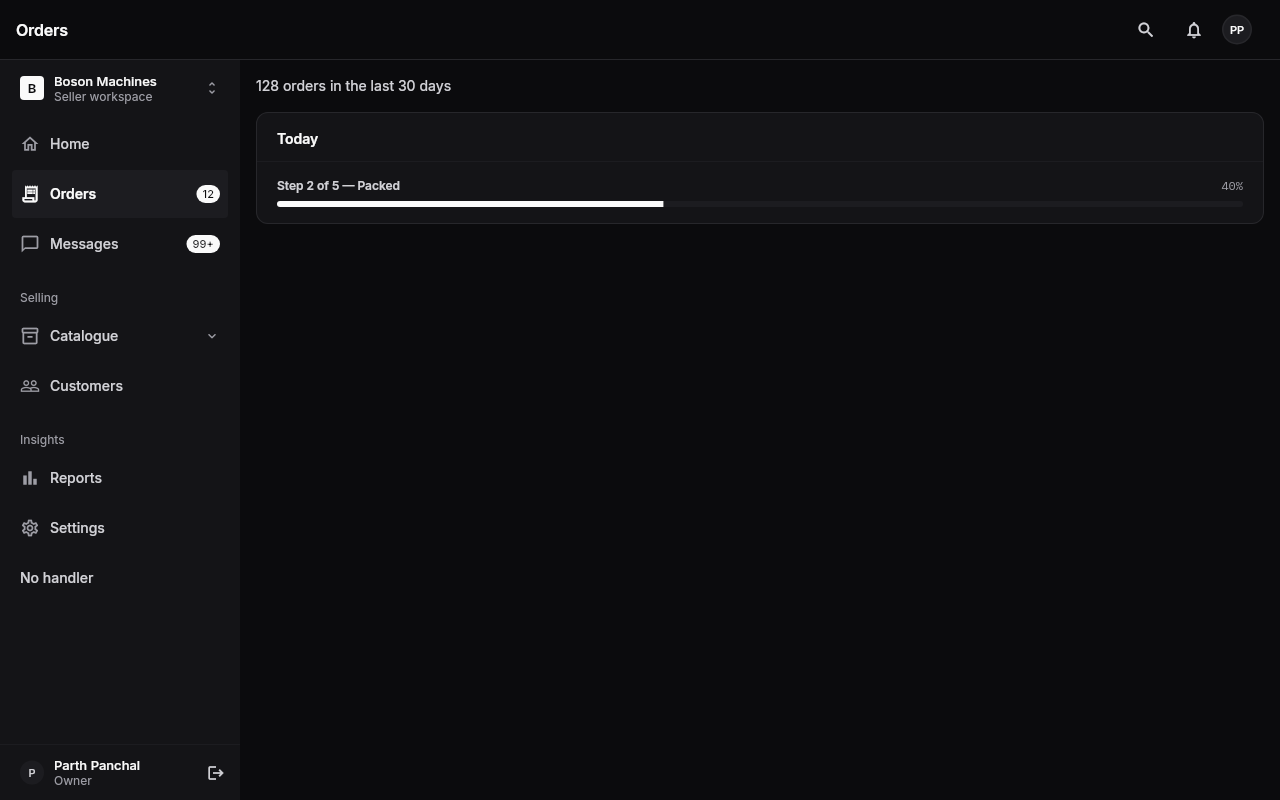 Orders
PP
B
Boson Machines
Seller workspace
Home
Orders 12
Messages 99+
Selling
Catalogue
Customers
Insights
Reports
Settings
No handler
P
Parth Panchal
Owner
128 orders in the last 30 days
Today
Step 2 of 5 — Packed 40%